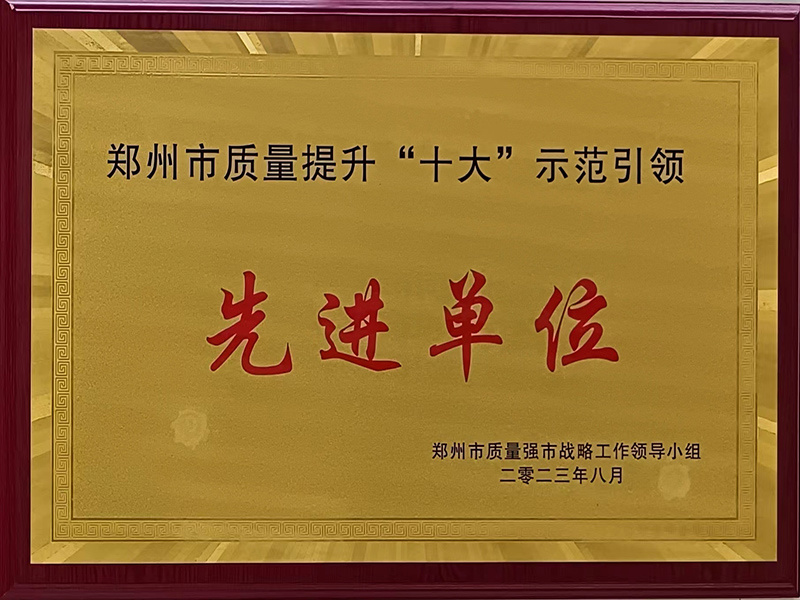 郑州市质量提升“十大”示范引领
先进单位
郑州市质量强市战略工作领导小组
二零二三年八月